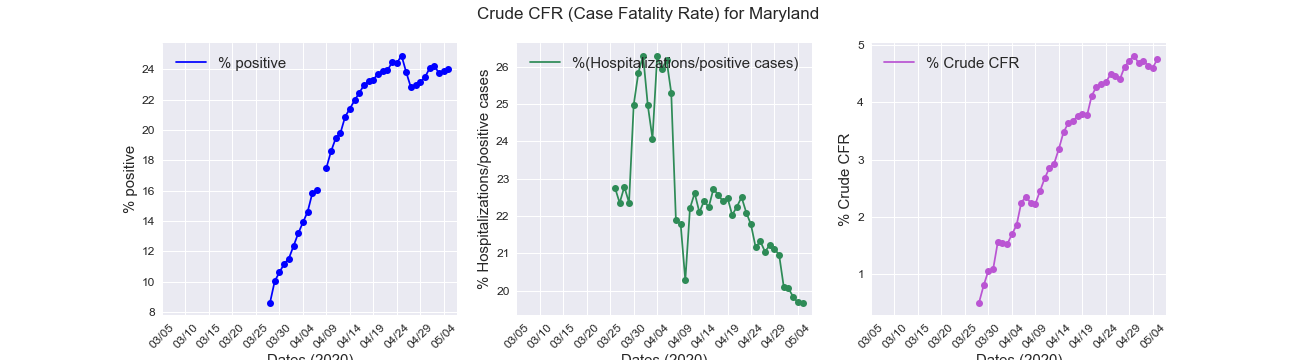 Crude CFR (Case Fatality Rate) for Maryland
% positive
% positive
24
22
20
18
16
14
12
10
8
03/05 03/10 03/15 03/20 03/25 03/30 04/04 04/09 04/14 04/19 04/24 04/29 05/04
Dates (2020)
%(Hospitalizations/positive cases)
% Hospitalizations/positive cases
26
25
24
23
22
21
20
03/05 03/10 03/15 03/20 03/25 03/30 04/04 04/09 04/14 04/19 04/24 04/29 05/04
Dates (2020)
% Crude CFR
% Crude CFR
5
4
3
2
1
03/05 03/10 03/15 03/20 03/25 03/30 04/04 04/09 04/14 04/19 04/24 04/29 05/04
Dates (2020)